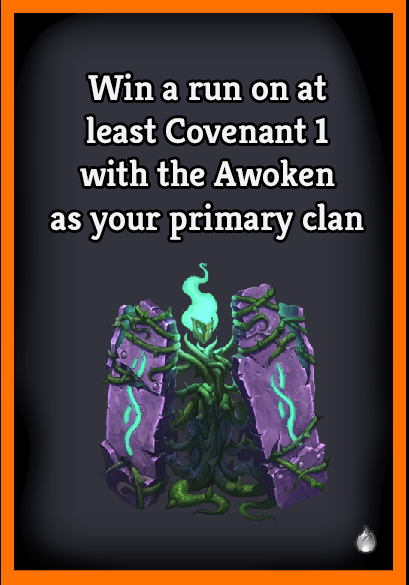 Win a run on at
least Covenant 1
with the Awoken
as your primary clan